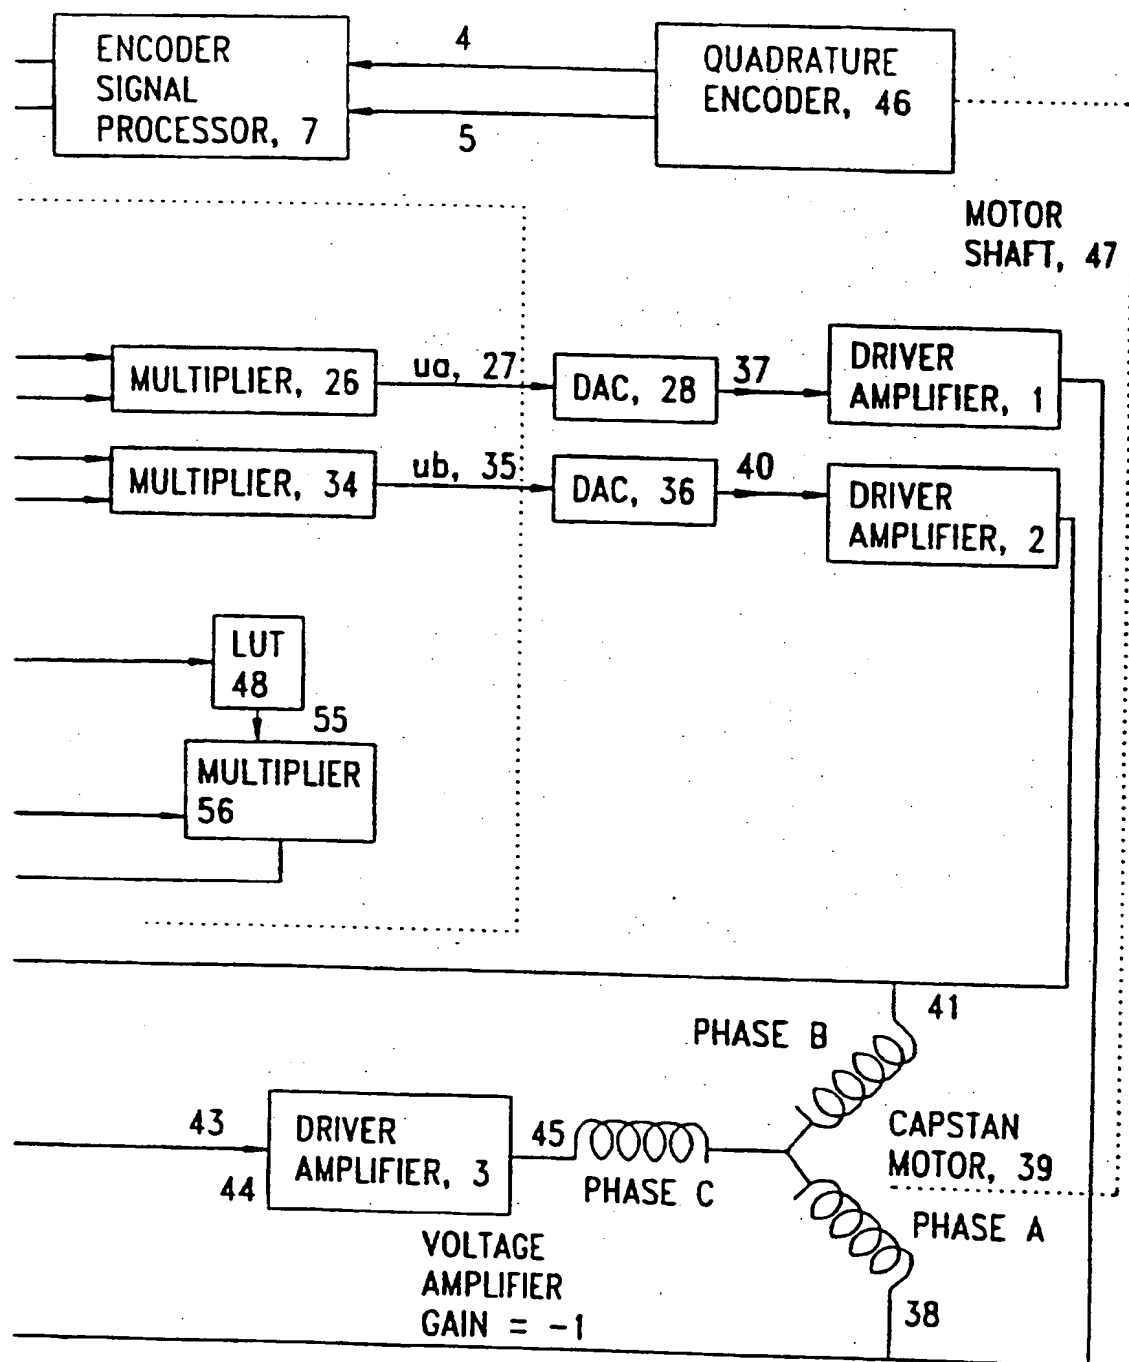 ENCODER
SIGNAL
PROCESSOR, 7
4
5
QUADRATURE
ENCODER, 46
MOTOR
SHAFT, 47
MULTIPLIER, 26
ua, 27
DAC, 28
37
DRIVER
AMPLIFIER, 1
MULTIPLIER, 34
ub, 35
DAC, 36
40
DRIVER
AMPLIFIER, 2
LUT
48
55
MULTIPLIER
56
41
PHASE B
43
44
DRIVER
AMPLIFIER, 3
45
PHASE C
CAPSTAN
MOTOR, 39
PHASE A
VOLTAGE
AMPLIFIER
GAIN = -1
38